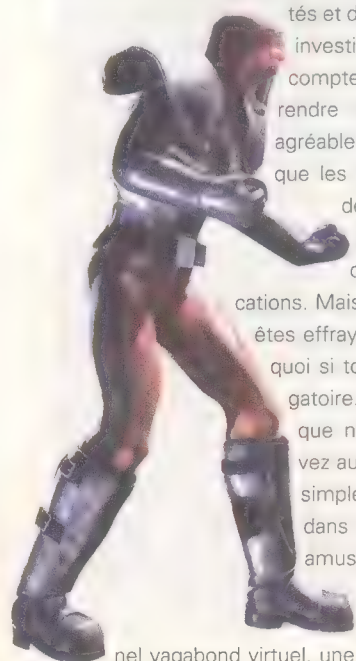 tés et d
investi
compte
rendre
agréable
que les
de
c
cations. Mais
êtes effray
quoi si to
gatoire.
que n
vez au
simple
dans
amus
nel vagabond virtuel, une